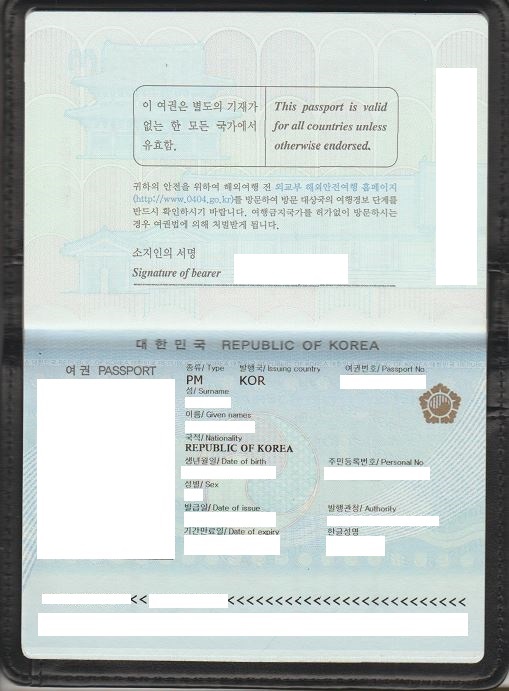 이 여권은 별도의 기재가
없는 한 모든 국가에서
유효함.
This passport is valid
for all countries unless
otherwise endorsed.
귀하의 안전을 위하여 해외여행 전 외교부 해외안전여행 홈페이지
(http://www.0404.go.kr)를 방문하여 방문 대상국의 여행경보 단계를
반드시 확인하시기 바랍니다. 여행금지국가를 허가없이 방문하시는
경우 여권법에 의해 처벌받게 됩니다.
소지인의 서명
Signature of bearer
대한민국 REPUBLIC OF KOREA
여권 PASSPORT
종류/ Type 발행국/ Issuing country 여권번호/ Passport No
PM KOR
성/ Surname
이름/ Given names
국적/ Nationality
REPUBLIC OF KOREA
생년월일/ Date of birth 주민등록번호/ Personal No
성별/ Sex
발급일/ Date of issue 발행관청/ Authority
기간만료일/ Date of expiry 한글성명
<< <<<<<<<<<<<<<<<<<<<<<<<<<